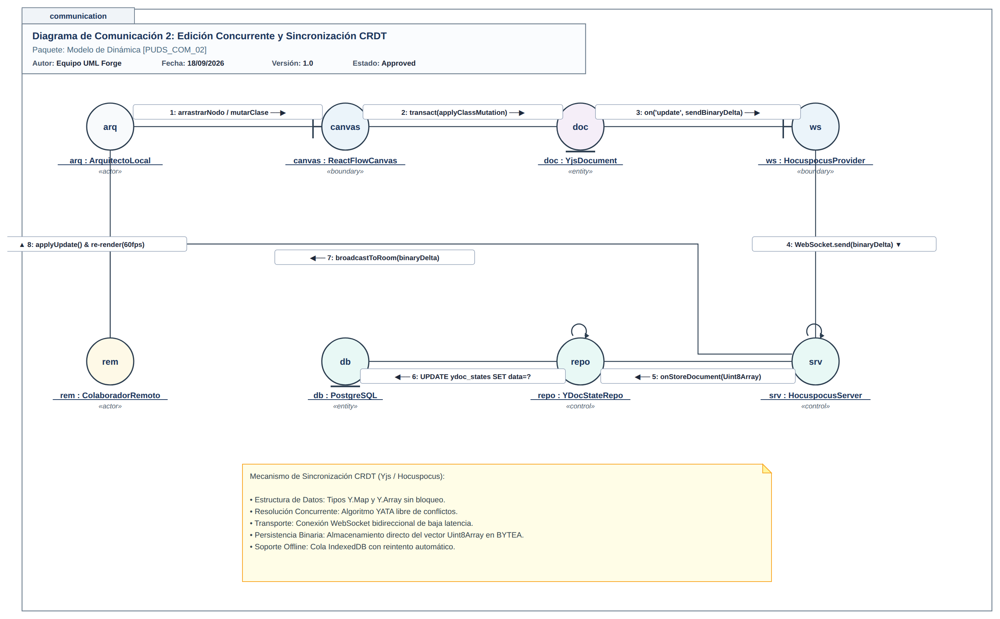 communication
Diagrama de Comunicación 2: Edición Concurrente y Sincronización CRDT
Paquete: Modelo de Dinámica [PUDS_COM_02]
Autor: Equipo UML Forge Fecha: 18/09/2026 Versión: 1.0 Estado: Approved
1: arrastrarNodo / mutarClase ──▶
2: transact(applyClassMutation) ──▶
3: on('update', sendBinaryDelta) ──▶
arq
canvas
doc
ws
arq : ArquitectoLocal
canvas : ReactFlowCanvas
doc : YjsDocument
ws : HocuspocusProvider
«actor»
«boundary»
«entity»
«boundary»
▲ 8: applyUpdate() & re-render(60fps)
4: WebSocket.send(binaryDelta) ▼
◀── 7: broadcastToRoom(binaryDelta)
rem
db
repo
srv
◀── 6: UPDATE ydoc_states SET data=?
◀── 5: onStoreDocument(Uint8Array)
rem : ColaboradorRemoto
db : PostgreSQL
repo : YDocStateRepo
srv : HocuspocusServer
«actor»
«entity»
«control»
«control»
Mecanismo de Sincronización CRDT (Yjs / Hocuspocus):
• Estructura de Datos: Tipos Y.Map y Y.Array sin bloqueo.
• Resolución Concurrente: Algoritmo YATA libre de conflictos.
• Transporte: Conexión WebSocket bidireccional de baja latencia.
• Persistencia Binaria: Almacenamiento directo del vector Uint8Array en BYTEA.
• Soporte Offline: Cola IndexedDB con reintento automático.